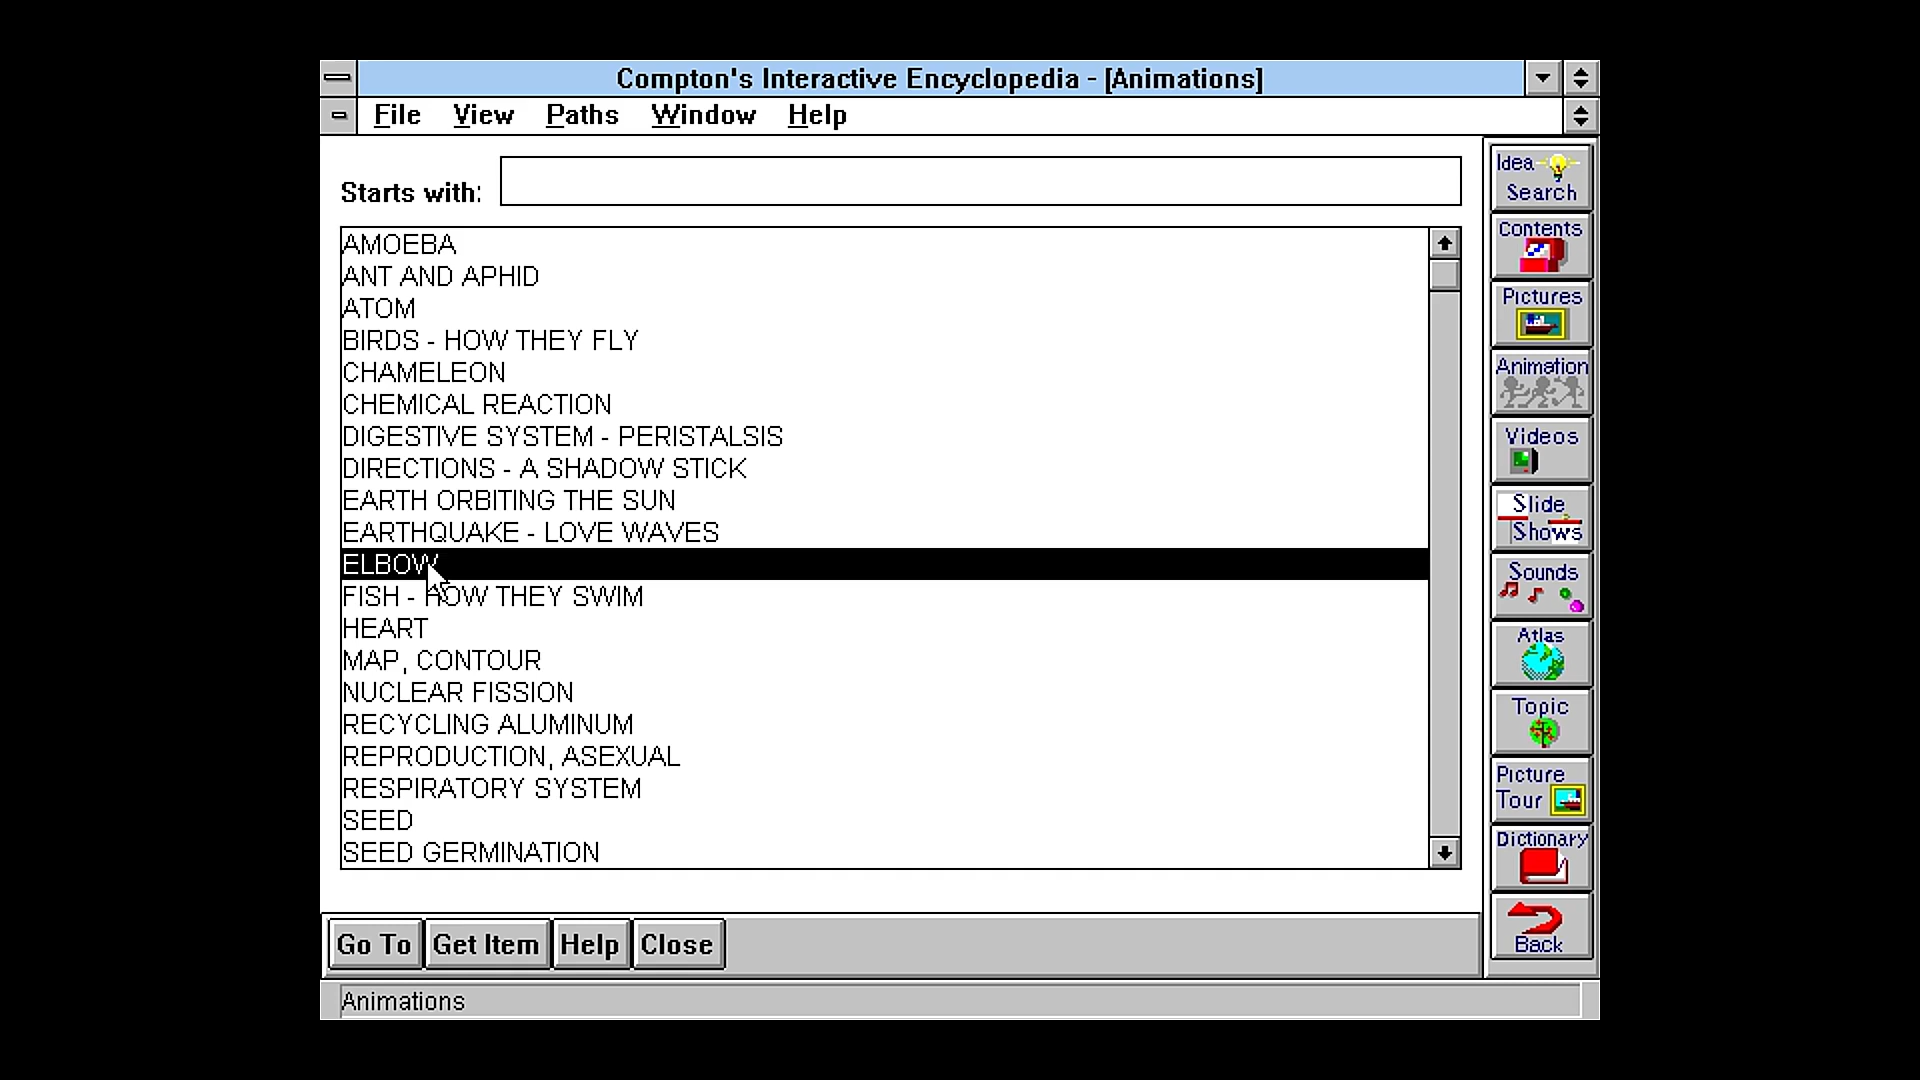 Compton's Interactive Encyclopedia - [Animations]
File View Paths Window Help
Starts with:
AMOEBA
ANT AND APHID
ATOM
BIRDS - HOW THEY FLY
CHAMELEON
CHEMICAL REACTION
DIGESTIVE SYSTEM - PERISTALSIS
DIRECTIONS - A SHADOW STICK
EARTH ORBITING THE SUN
EARTHQUAKE - LOVE WAVES
ELBOW
FISH - HOW THEY SWIM
HEART
MAP, CONTOUR
NUCLEAR FISSION
RECYCLING ALUMINUM
REPRODUCTION, ASEXUAL
RESPIRATORY SYSTEM
SEED
SEED GERMINATION
Idea
Search
Contents
Pictures
Animation
Videos
Slide
Shows
Sounds
Atlas
Topic
Picture
Tour
Dictionary
Back
Go To Get Item Help Close
Animations